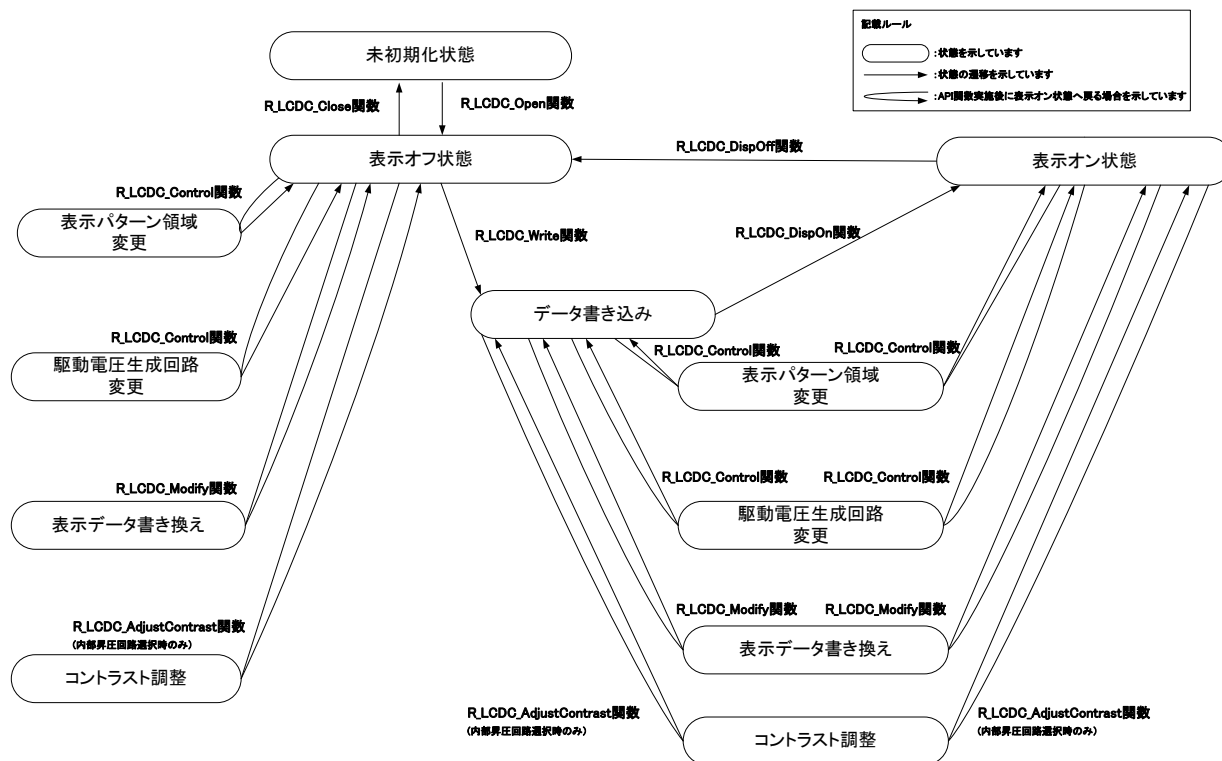 記載ルール
:状態を示しています
:状態の遷移を示しています
:API関数実施後に表示オン状態へ戻る場合を示しています
未初期化状態
R_LCDC_Close関数
R_LCDC_Open関数
表示オフ状態
R_LCDC_DispOff関数
表示オン状態
R_LCDC_Control関数
表示パターン領域
変更
R_LCDC_Write関数
R_LCDC_DispOn関数
データ書き込み
R_LCDC_Control関数
駆動電圧生成回路
変更
R_LCDC_Control関数
R_LCDC_Control関数
表示パターン領域
変更
R_LCDC_Modify関数
表示データ書き換え
R_LCDC_Control関数
R_LCDC_Control関数
駆動電圧生成回路
変更
R_LCDC_AdjustContrast関数
(内部昇圧回路選択時のみ)
コントラスト調整
R_LCDC_Modify関数
R_LCDC_Modify関数
表示データ書き換え
R_LCDC_AdjustContrast関数
(内部昇圧回路選択時のみ)
R_LCDC_AdjustContrast関数
(内部昇圧回路選択時のみ)
コントラスト調整